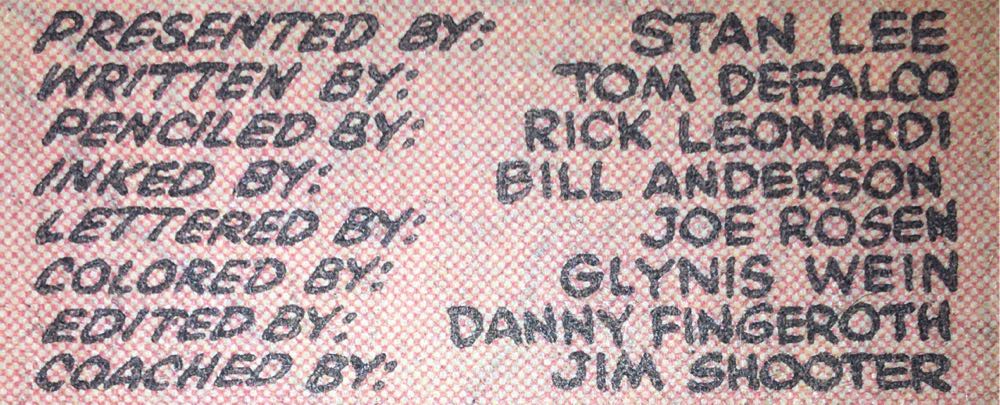 PRESENTED BY: STAN LEE
WRITTEN BY: TOM DEFALCO
PENCILED BY: RICK LEONARDI
INKED BY: BILL ANDERSON
LETTERED BY: JOE ROSEN
COLORED BY: GLYNIS WEIN
EDITED BY: DANNY FINGEROTH
COACHED BY: JIM SHOOTER